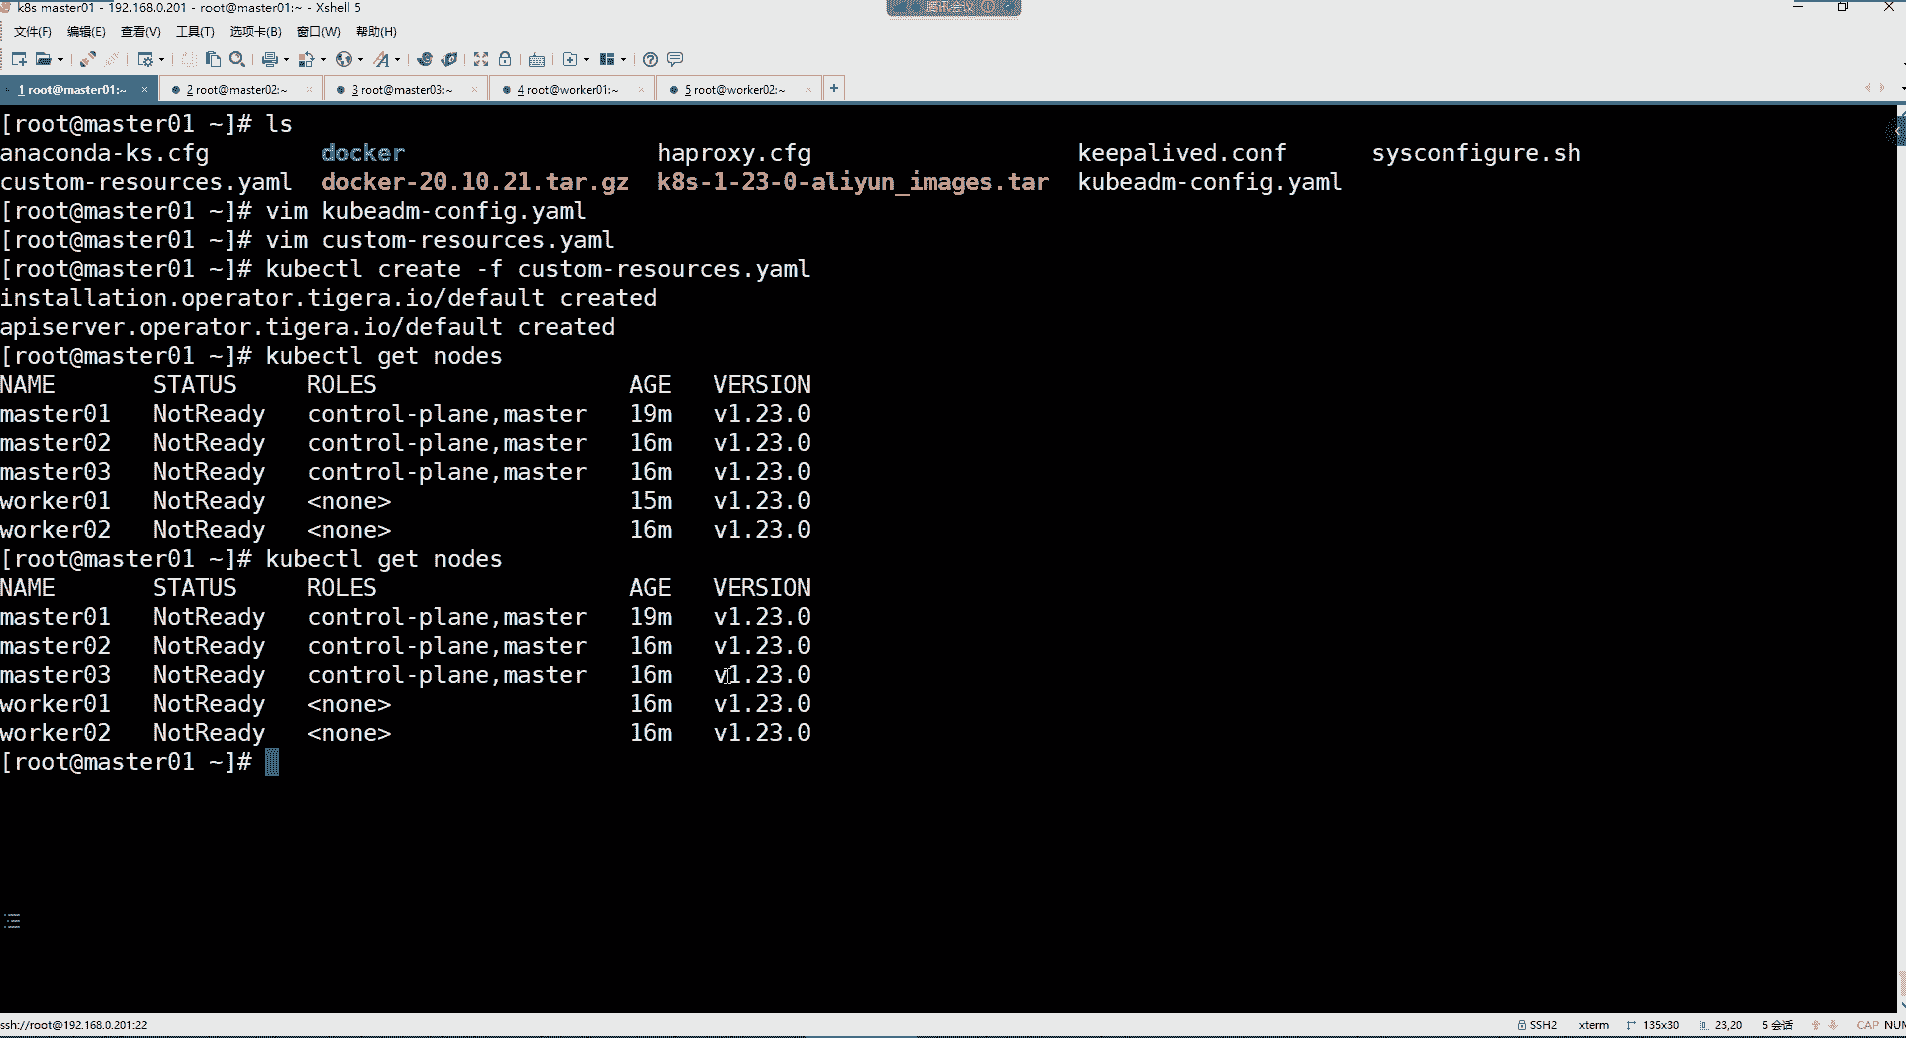 k8s master01 - 192.168.0.201 - root@master01:~ - Xshell 5
腾讯会议
文件(F) 编辑(E) 查看(V) 工具(T) 选项卡(B) 窗口(W) 帮助(H)
1 root@master01:~ 2 root@master02:~ 3 root@master03:~ 4 root@worker01:~ 5 root@worker02:~
[root@master01 ~]# ls
anaconda-ks.cfg docker haproxy.cfg keepalived.conf sysconfigure.sh
custom-resources.yaml docker-20.10.21.tar.gz k8s-1-23-0-aliyun_images.tar kubeadm-config.yaml
[root@master01 ~]# vim kubeadm-config.yaml
[root@master01 ~]# vim custom-resources.yaml
[root@master01 ~]# kubectl create -f custom-resources.yaml
installation.operator.tigera.io/default created
apiserver.operator.tigera.io/default created
[root@master01 ~]# kubectl get nodes
NAME STATUS ROLES AGE VERSION
master01 NotReady control-plane,master 19m v1.23.0
master02 NotReady control-plane,master 16m v1.23.0
master03 NotReady control-plane,master 16m v1.23.0
worker01 NotReady <none> 15m v1.23.0
worker02 NotReady <none> 16m v1.23.0
[root@master01 ~]# kubectl get nodes
NAME STATUS ROLES AGE VERSION
master01 NotReady control-plane,master 19m v1.23.0
master02 NotReady control-plane,master 16m v1.23.0
master03 NotReady control-plane,master 16m v1.23.0
worker01 NotReady <none> 16m v1.23.0
worker02 NotReady <none> 16m v1.23.0
[root@master01 ~]#
ssh://root@192.168.0.201:22 SSH2 xterm 135x30 23,20 5 会话 CAP NUM